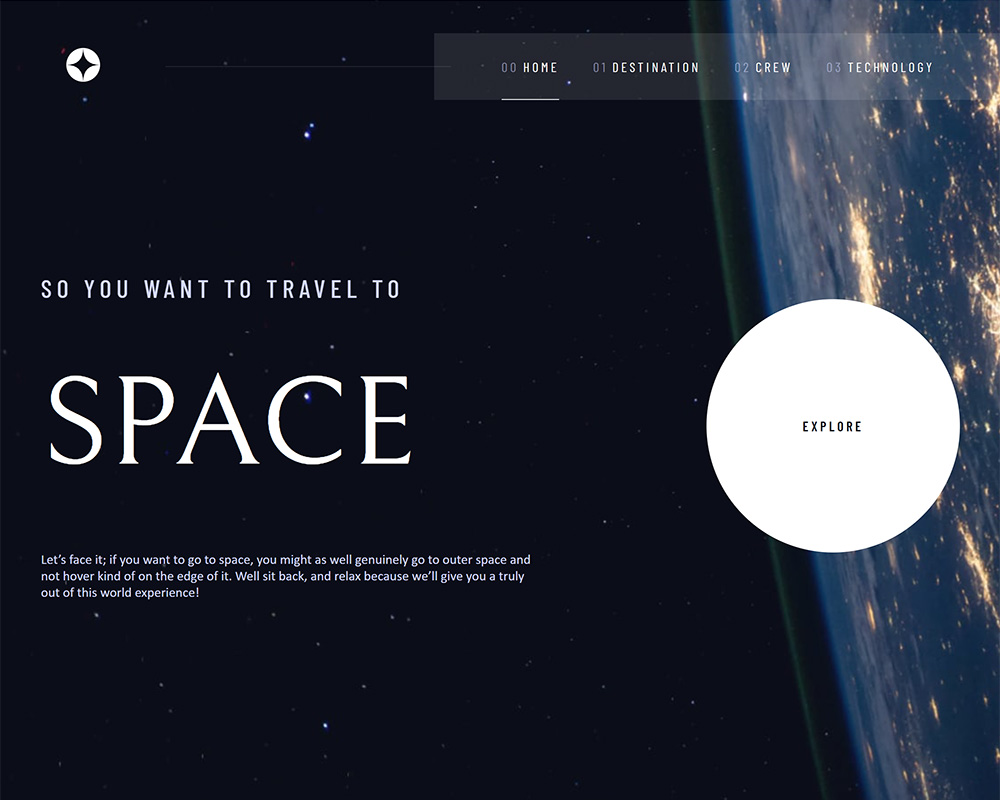 00 HOME 01 DESTINATION 02 CREW 03 TECHNOLOGY
SO YOU WANT TO TRAVEL TO
SPACE
EXPLORE
Let’s face it; if you want to go to space, you might as well genuinely go to outer space and
not hover kind of on the edge of it. Well sit back, and relax because we’ll give you a truly
out of this world experience!